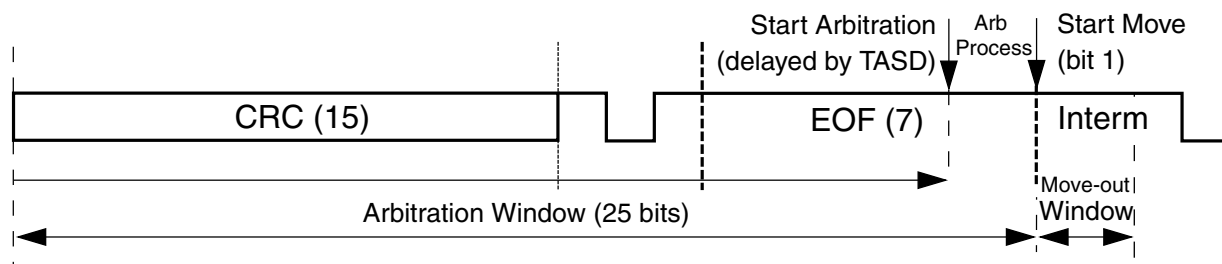 Start Arbitration
(delayed by TASD)
Arb
Process
Start Move
(bit 1)
CRC (15)
EOF (7)
Interm
Move-out
Window
Arbitration Window (25 bits)